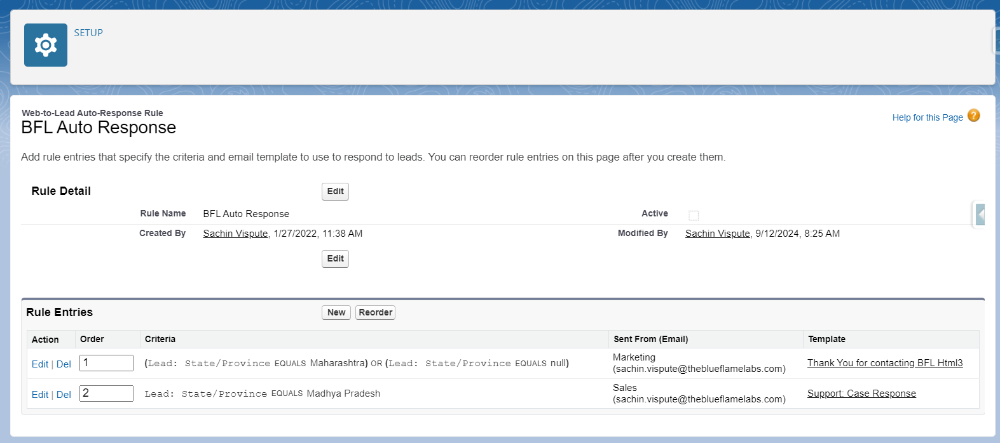 SETUP
Web-to-Lead Auto-Response Rule
BFL Auto Response
Help for this Page ?
Add rule entries that specify the criteria and email template to use to respond to leads. You can reorder rule entries on this page after you create them.
Rule Detail Edit
Rule Name BFL Auto Response Active
Created By Sachin Vispute, 1/27/2022, 11:38 AM Modified By Sachin Vispute, 9/12/2024, 8:25 AM
Edit
Rule Entries New Reorder
Action Order Criteria Sent From (Email) Template
Edit | Del 1 (Lead: State/Province EQUALS Maharashtra) OR (Lead: State/Province EQUALS null) Marketing (sachin.vispute@theblueflamelabs.com) Thank You for contacting BFL Html3
Edit | Del 2 Lead: State/Province EQUALS Madhya Pradesh Sales (sachin.vispute@theblueflamelabs.com) Support: Case Response